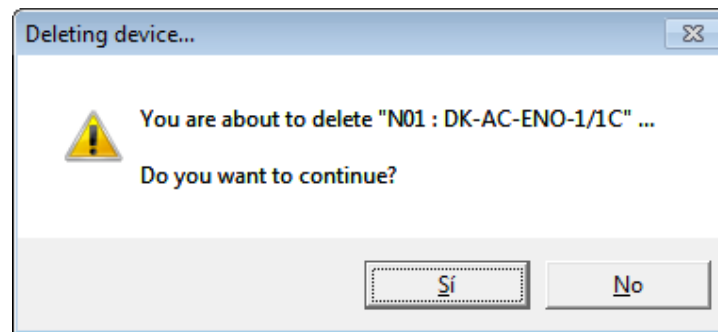 Deleting device...
You are about to delete "N01 : DK-AC-ENO-1/1C" ...
Do you want to continue?
Sí
No